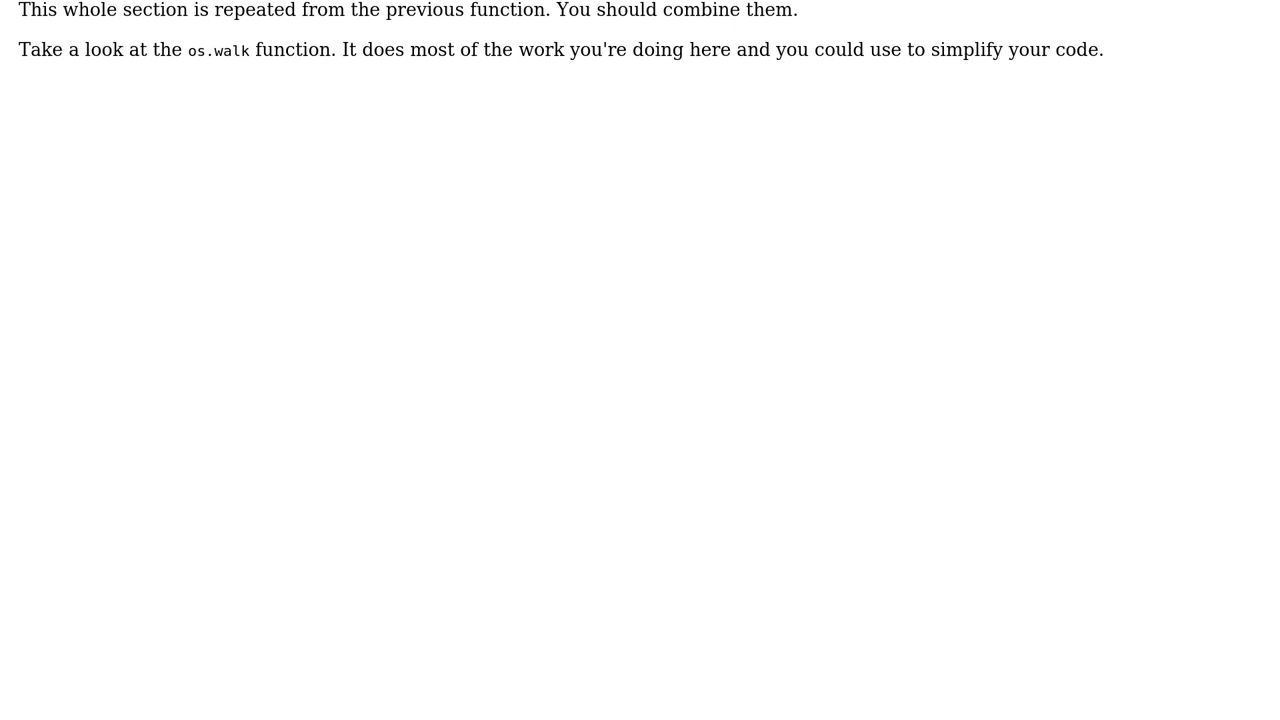 This whole section is repeated from the previous function. You should combine them.
Take a look at the os.walk function. It does most of the work you're doing here and you could use to simplify your code.